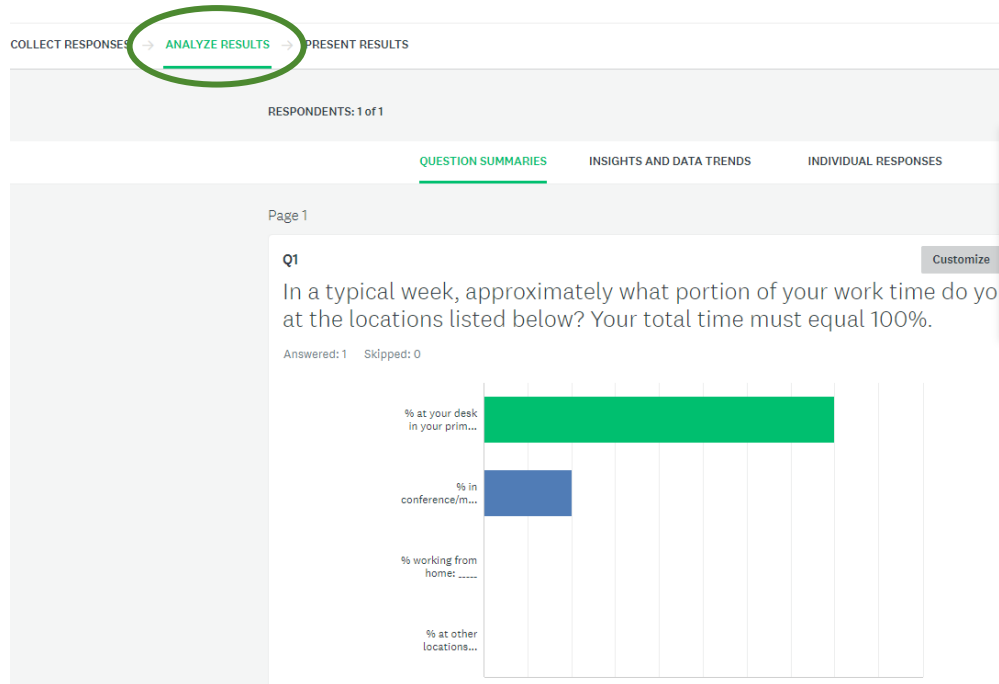 COLLECT RESPONSES → ANALYZE RESULTS → PRESENT RESULTS
RESPONDENTS: 1 of 1
QUESTION SUMMARIES INSIGHTS AND DATA TRENDS INDIVIDUAL RESPONSES
Page 1
Q1 Customize
In a typical week, approximately what portion of your work time do yo
at the locations listed below? Your total time must equal 100%.
Answered: 1 Skipped: 0
% at your desk
in your prim...
% in
conference/m...
% working from
home: _____
% at other
locations...